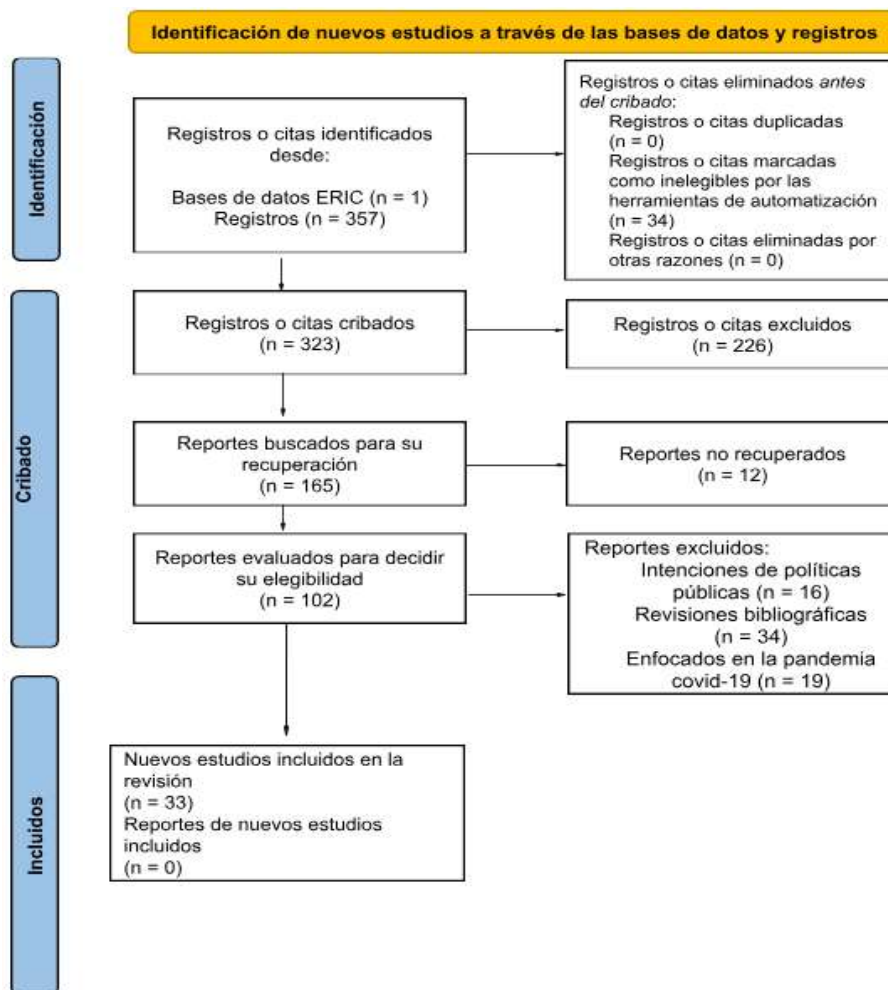 Identificación de nuevos estudios a través de las bases de datos y registros
Identificación
Registros o citas identificados
desde:
Bases de datos ERIC (n = 1)
Registros (n = 357)
Registros o citas eliminados antes
del cribado:
Registros o citas duplicadas
(n = 0)
Registros o citas marcadas
como inelegibles por las
herramientas de automatización
(n = 34)
Registros o citas eliminadas por
otras razones (n = 0)
Cribado
Registros o citas cribados
(n = 323)
Registros o citas excluidos
(n = 226)
Reportes buscados para su
recuperación
(n = 165)
Reportes no recuperados
(n = 12)
Reportes evaluados para decidir
su elegibilidad
(n = 102)
Reportes excluidos:
Intenciones de políticas
públicas (n = 16)
Revisiones bibliográficas
(n = 34)
Enfocados en la pandemia
covid-19 (n = 19)
Incluidos
Nuevos estudios incluidos en la
revisión
(n = 33)
Reportes de nuevos estudios
incluidos
(n = 0)